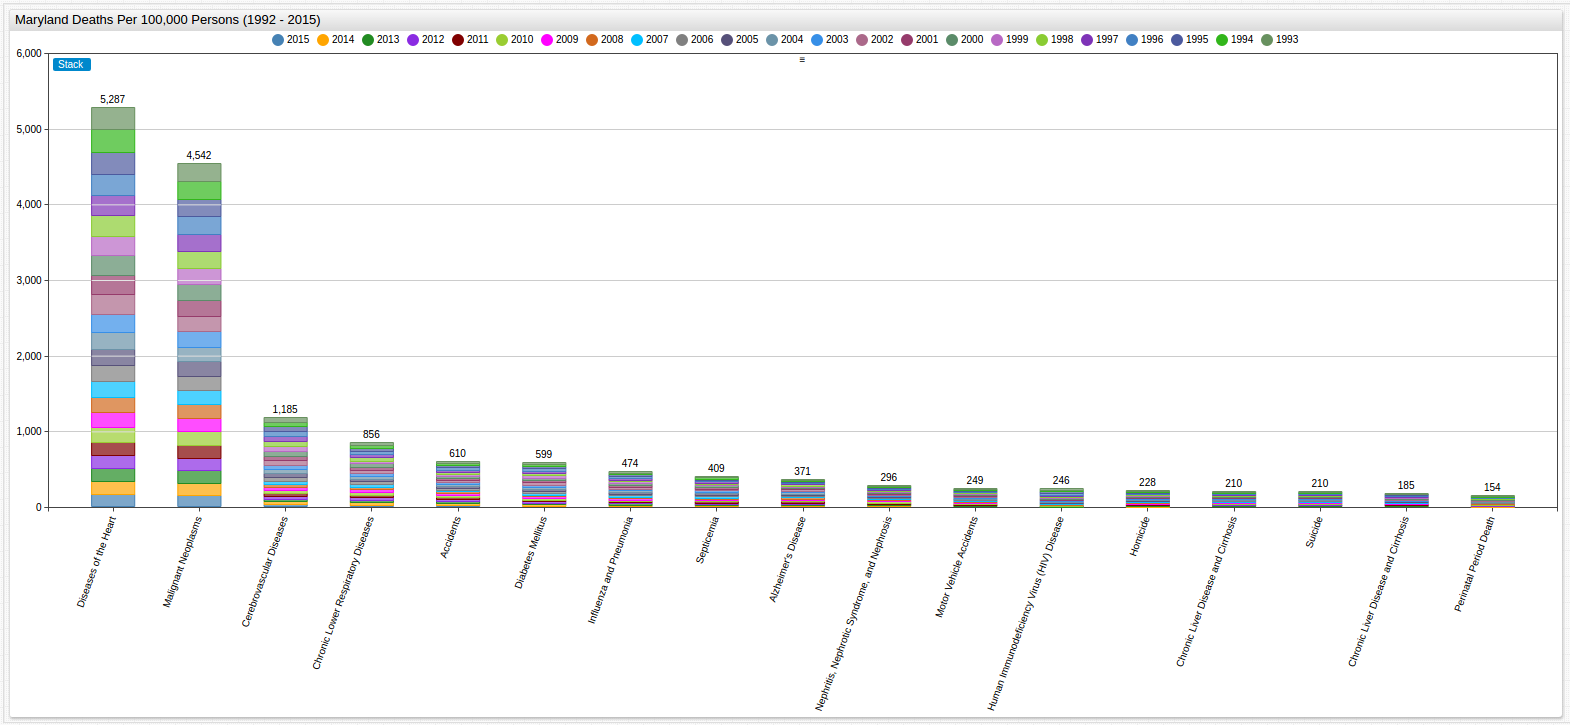 Maryland Deaths Per 100,000 Persons (1992 - 2015)
2015 2014 2013 2012 2011 2010 2009 2008 2007 2006 2005 2004 2003 2002 2001 2000 1999 1998 1997 1996 1995 1994 1993
Stack
6,000
5,000
4,000
3,000
2,000
1,000
0
5,287
4,542
1,185
856
610
599
474
409
371
296
249
246
228
210
210
185
154
Diseases of the Heart
Malignant Neoplasms
Cerebrovascular Diseases
Chronic Lower Respiratory Diseases
Accidents
Diabetes Mellitus
Influenza and Pneumonia
Septicemia
Alzheimer's Disease
Nephritis, Nephrotic Syndrome, and Nephrosis
Motor Vehicle Accidents
Human Immunodeficiency Virus (HIV) Disease
Homicide
Chronic Liver Disease and Cirrhosis
Suicide
Chronic Liver Disease and Cirrhosis
Perinatal Period Death